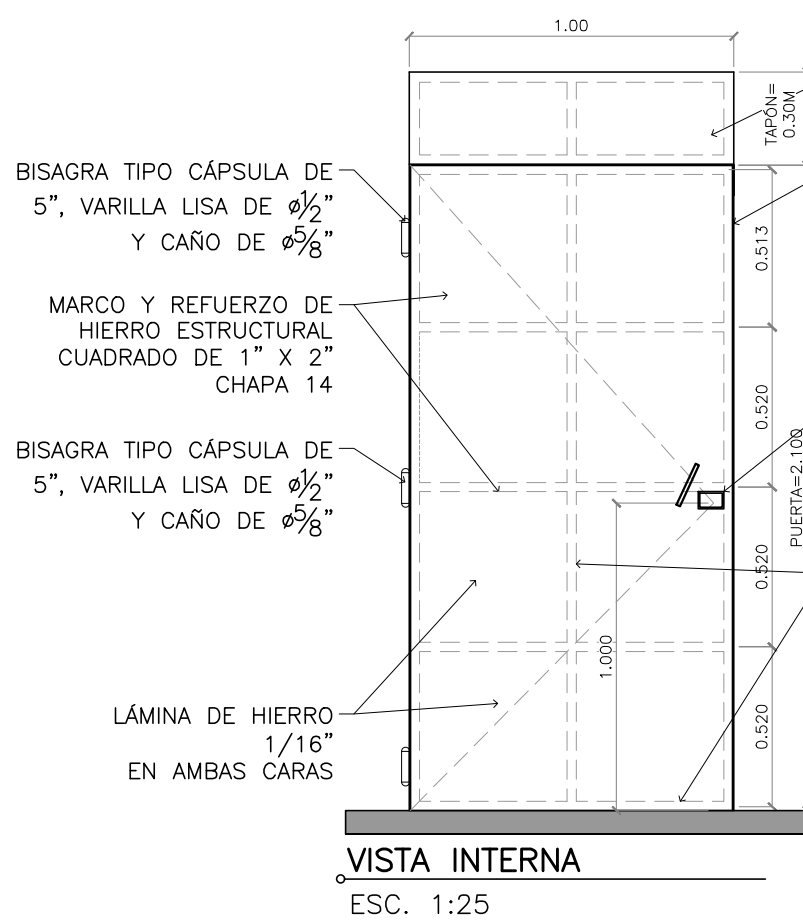 1.00
TAPÓN=
0.30M
BISAGRA TIPO CÁPSULA DE
5”, VARILLA LISA DE ø1/2”
Y CAÑO DE ø5/8”
0.513
MARCO Y REFUERZO DE
HIERRO ESTRUCTURAL
CUADRADO DE 1” X 2”
CHAPA 14
0.520
BISAGRA TIPO CÁPSULA DE
5”, VARILLA LISA DE ø1/2”
Y CAÑO DE ø5/8”
PUERTA=2.100
0.520
1.000
LÁMINA DE HIERRO
1/16”
EN AMBAS CARAS
0.520
VISTA INTERNA
ESC. 1:25